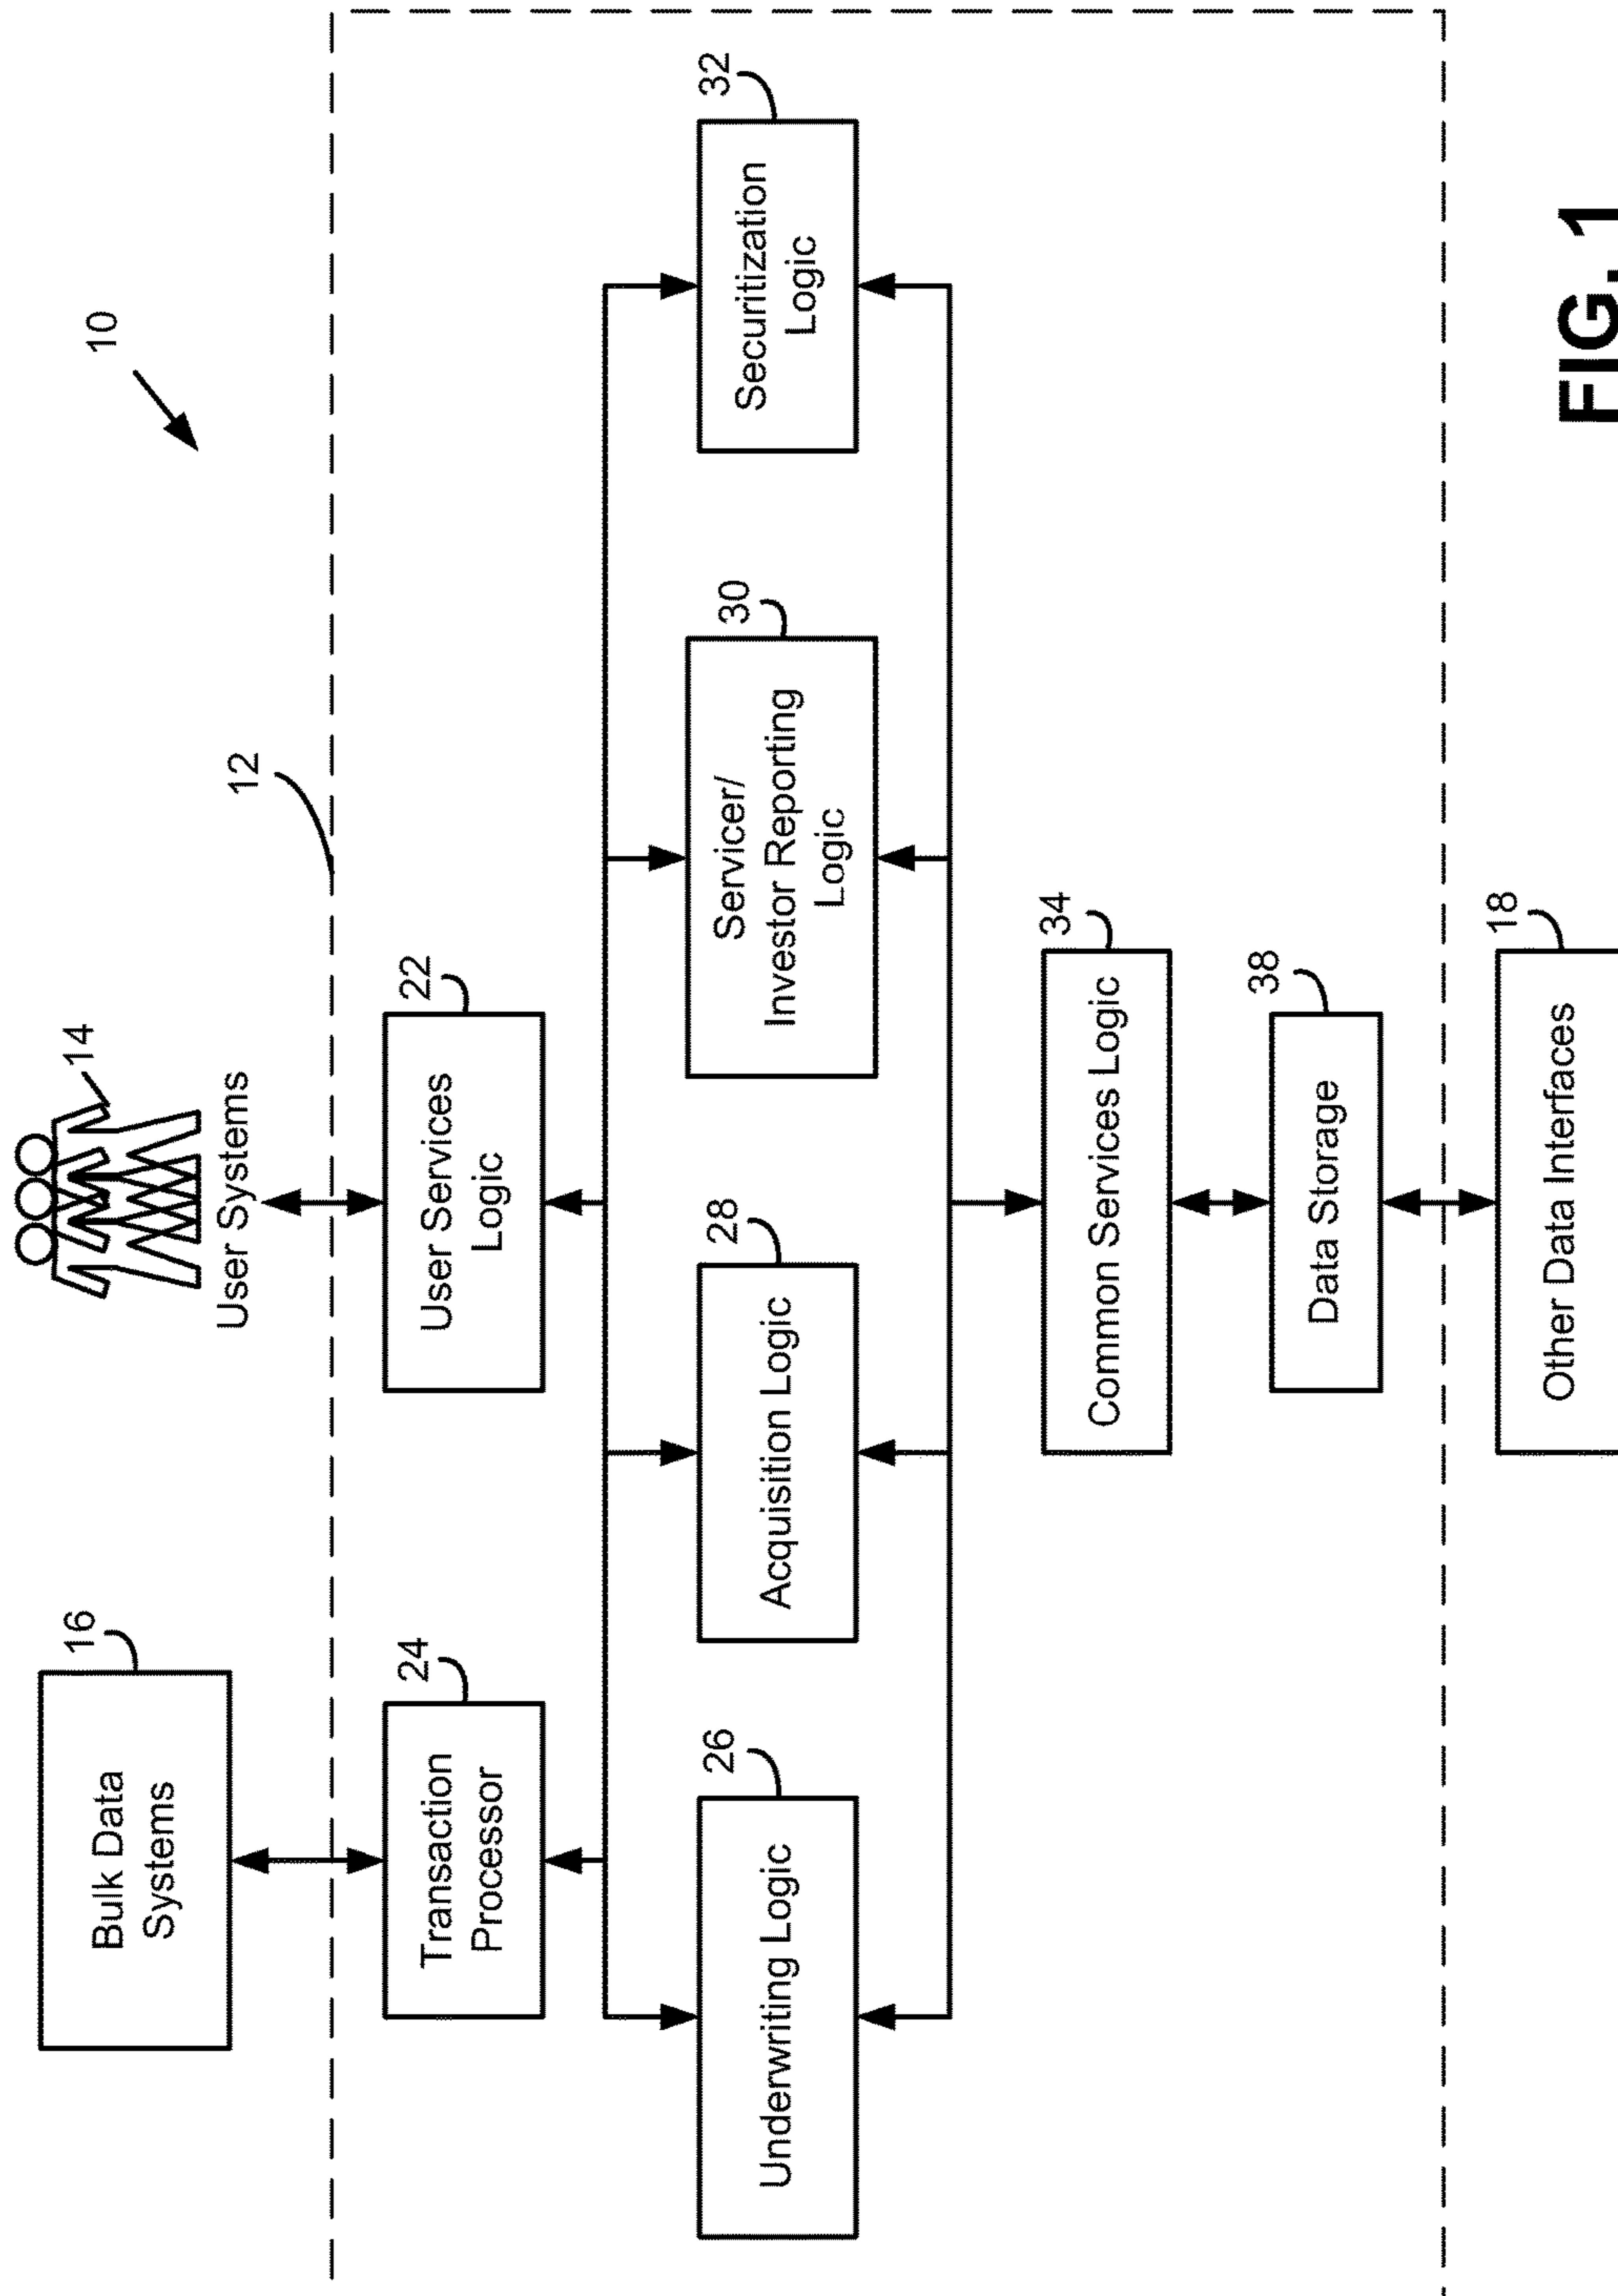 10
14
User Systems
16
Bulk Data
Systems
12
22
User Services
Logic
24
Transaction
Processor
26
Underwriting Logic
28
Acquisition Logic
30
Servicer/
Investor Reporting
Logic
32
Securitization
Logic
34
Common Services Logic
38
Data Storage
18
Other Data Interfaces
FIG. 1